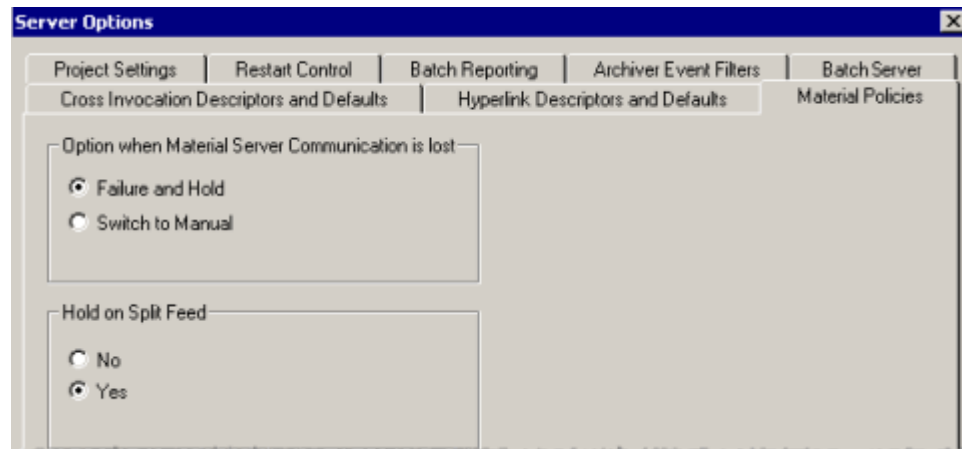 Server Options
Project Settings Restart Control Batch Reporting Archiver Event Filters Batch Server
Cross Invocation Descriptors and Defaults Hyperlink Descriptors and Defaults Material Policies
Option when Material Server Communication is lost
Failure and Hold
Switch to Manual
Hold on Split Feed
No
Yes